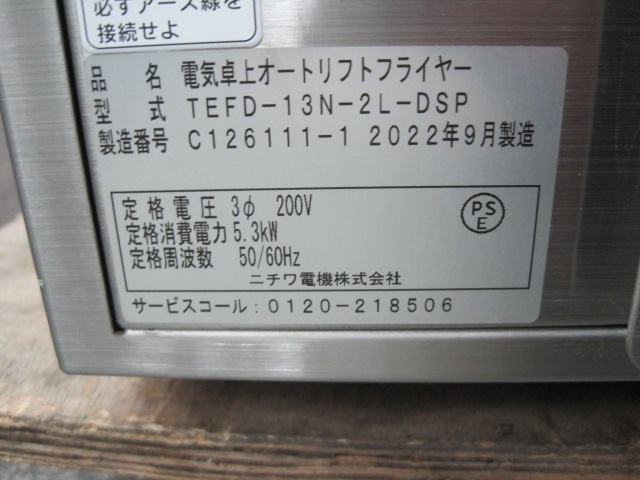 必ずアース線を
接続せよ
品 名 電気卓上オートリフトフライヤー
型 式 TEFD-13N-2L-DSP
製造番号 C126111-1 2022年9月製造
定格電圧 3φ 200V
定格消費電力 5.3kW
定格周波数 50/60Hz
PS
E
ニチワ電機株式会社
サービスコール：0120-218506